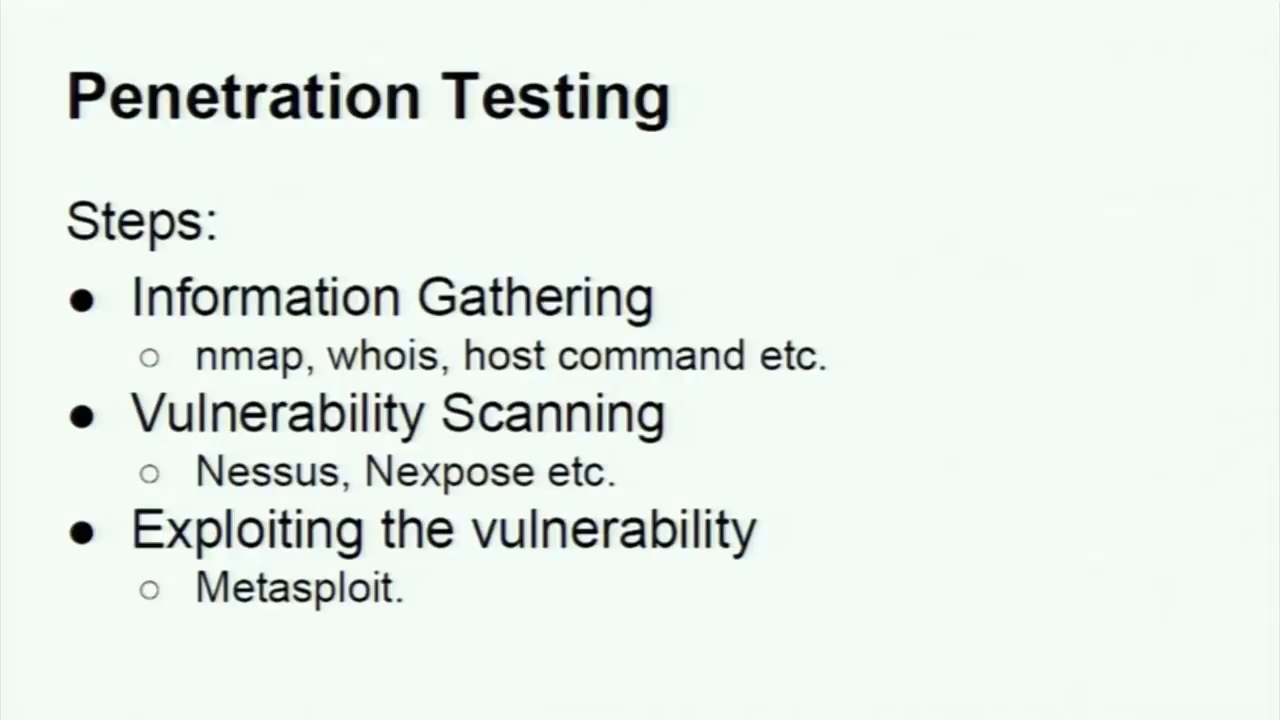 Penetration Testing
Steps:
● Information Gathering
○ nmap, whois, host command etc.
● Vulnerability Scanning
○ Nessus, Nexpose etc.
● Exploiting the vulnerability
○ Metasploit.